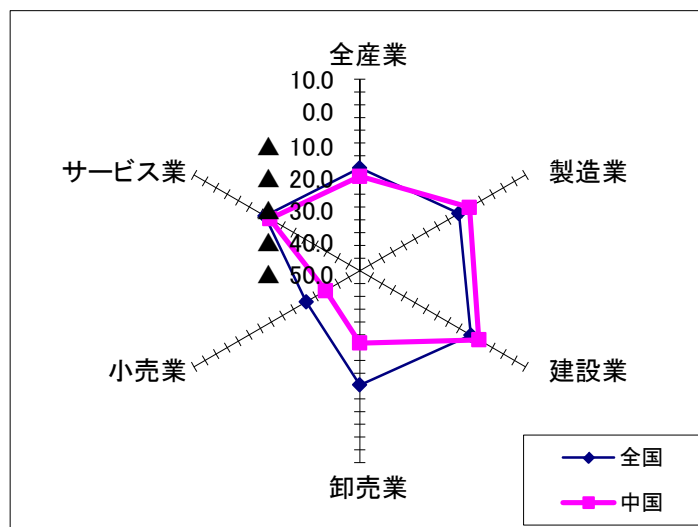 全産業
10.0
0.0
▲ 10.0
▲ 20.0
▲ 30.0
▲ 40.0
▲ 50.0
製造業
建設業
卸売業
小売業
サービス業
全国
中国